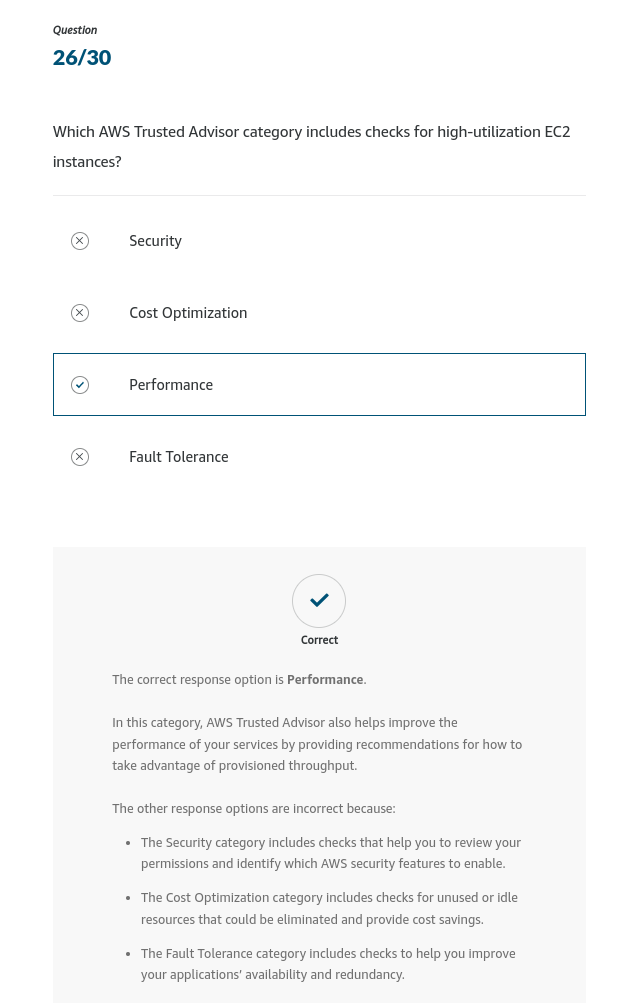 Question
26/30
Which AWS Trusted Advisor category includes checks for high-utilization EC2
instances?
Security
Cost Optimization
Performance
Fault Tolerance
Correct
The correct response option is Performance.
In this category, AWS Trusted Advisor also helps improve the
performance of your services by providing recommendations for how to
take advantage of provisioned throughput.
The other response options are incorrect because:
• The Security category includes checks that help you to review your
permissions and identify which AWS security features to enable.
• The Cost Optimization category includes checks for unused or idle
resources that could be eliminated and provide cost savings.
• The Fault Tolerance category includes checks to help you improve
your applications’ availability and redundancy.